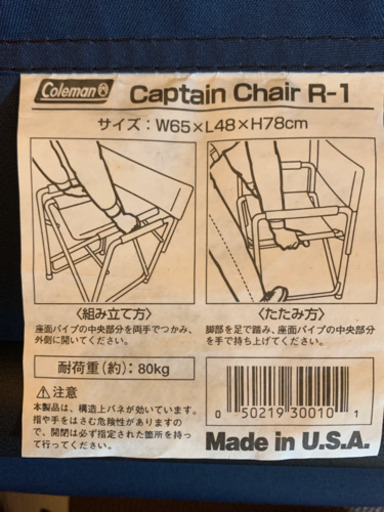 Coleman
Captain Chair R-1
サイズ：W65×L48×H78cm
〈組み立て方〉
座面パイプの中央部分を両手でつかみ、
外側に開いてください。
〈たたみ方〉
脚部を足で踏み、座面パイプの中央部分
を手で持ち上げてください。
耐荷重(約)：80kg
⚠注意
本製品は、構造上バネが効いています。
指や手をはさむ危険性がありますの
で、開閉は必ず指定された箇所を持っ
て行ってください。
0 50219 30010 1
Made in U.S.A.